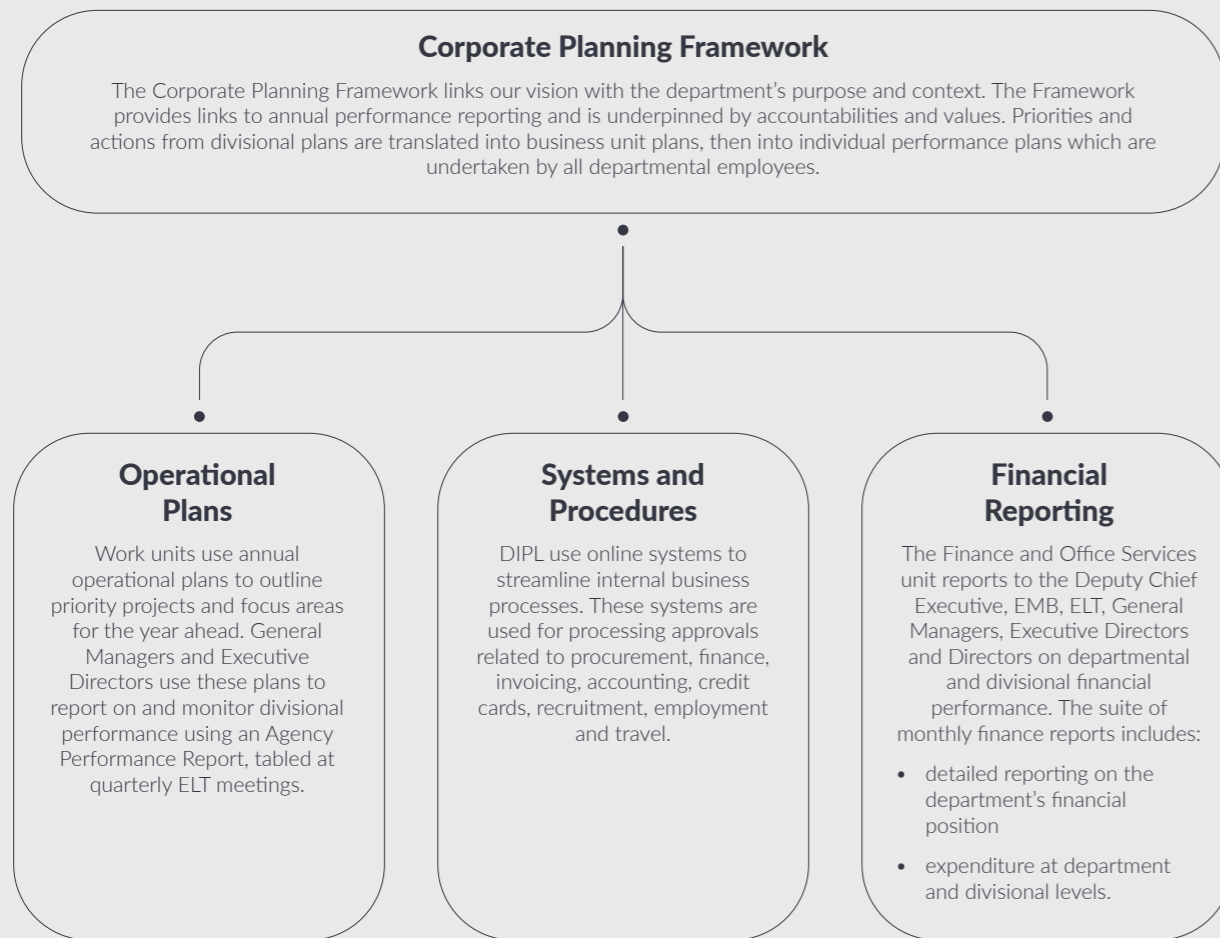 Corporate Planning Framework
The Corporate Planning Framework links our vision with the department's purpose and context. The Framework
provides links to annual performance reporting and is underpinned by accountabilities and values. Priorities and
actions from divisional plans are translated into business unit plans, then into individual performance plans which are
undertaken by all departmental employees.
Operational
Plans
Work units use annual
operational plans to outline
priority projects and focus areas
for the year ahead. General
Managers and Executive
Directors use these plans to
report on and monitor divisional
performance using an Agency
Performance Report, tabled at
quarterly ELT meetings.
Systems and
Procedures
DIPL use online systems to
streamline internal business
processes. These systems are
used for processing approvals
related to procurement, finance,
invoicing, accounting, credit
cards, recruitment, employment
and travel.
Financial
Reporting
The Finance and Office Services
unit reports to the Deputy Chief
Executive, EMB, ELT, General
Managers, Executive Directors
and Directors on departmental
and divisional financial
performance. The suite of
monthly finance reports includes:
• detailed reporting on the
department's financial
position
• expenditure at department
and divisional levels.